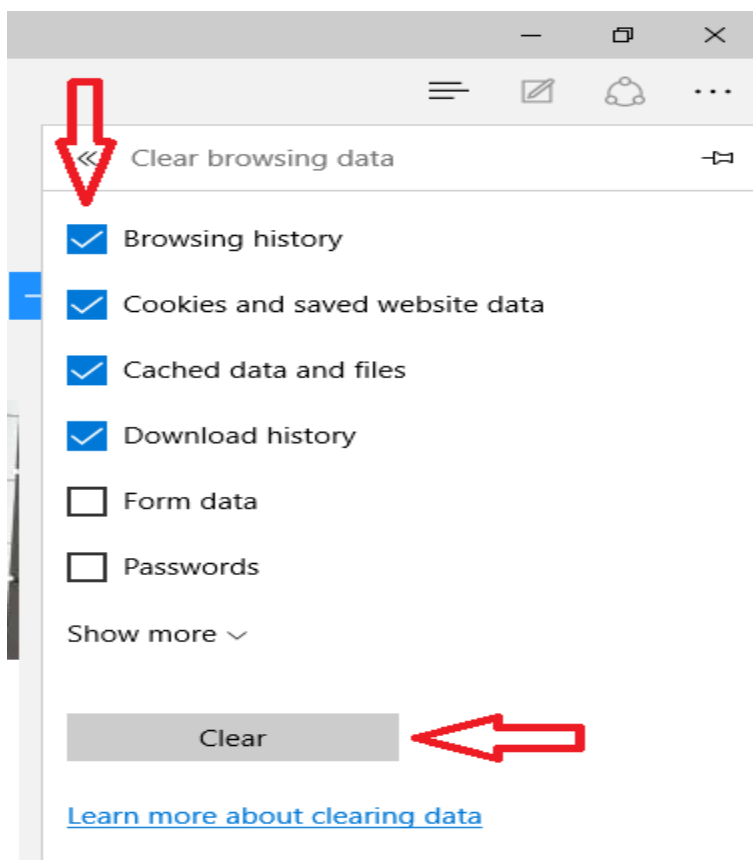 Clear browsing data
Browsing history
Cookies and saved website data
Cached data and files
Download history
Form data
Passwords
Show more
Clear
Learn more about clearing data